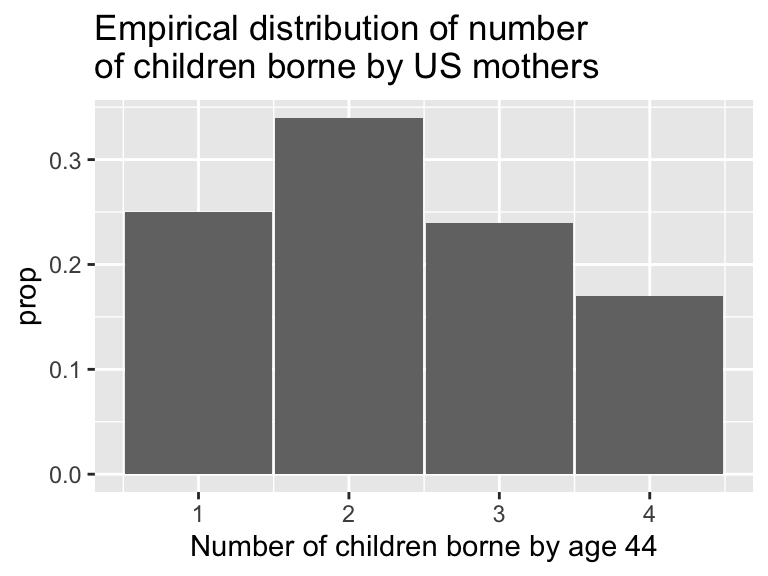 Empirical distribution of number
of children borne by US mothers
0.3
0.2
0.1
0.0
prop
1 2 3 4
Number of children borne by age 44